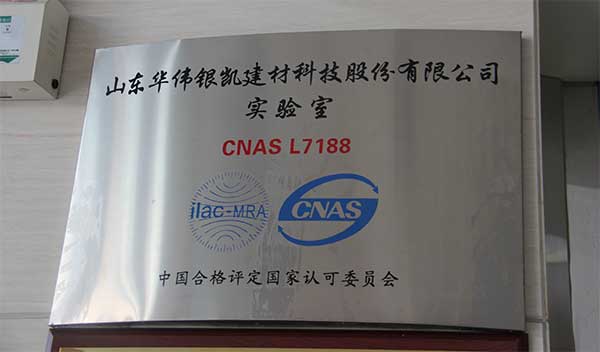 山东华伟银凯建材科技股份有限公司
实验室
CNAS L7188
ilac-MRA
CNAS
中国合格评定国家认可委员会